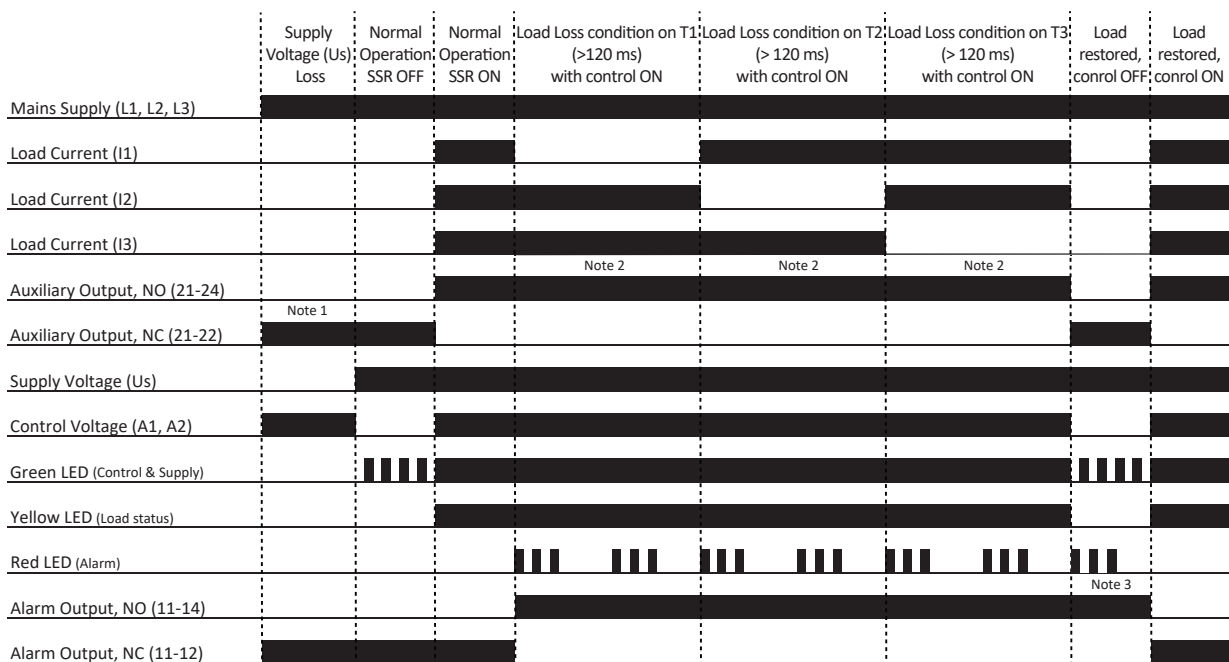 Supply
Voltage (Us)
Loss
Normal
Operation
SSR OFF
Normal
Operation
SSR ON
Load Loss condition on T1
(>120 ms)
with control ON
Load Loss condition on T2
(> 120 ms)
with control ON
Load Loss condition on T3
(> 120 ms)
with control ON
Load
restored,
conrol OFF
Load
restored,
conrol ON
Mains Supply (L1, L2, L3)
Load Current (I1)
Load Current (I2)
Load Current (I3)
Note 2
Note 2
Note 2
Auxiliary Output, NO (21-24)
Note 1
Auxiliary Output, NC (21-22)
Supply Voltage (Us)
Control Voltage (A1, A2)
Green LED (Control & Supply)
Yellow LED (Load status)
Red LED (Alarm)
Note 3
Alarm Output, NO (11-14)
Alarm Output, NC (11-12)